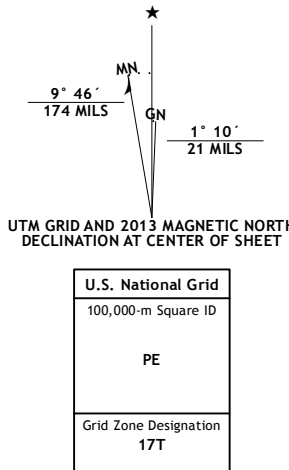 MN
GN
9° 46´
174 MILS
1° 10´
21 MILS
UTM GRID AND 2013 MAGNETIC NORTH
DECLINATION AT CENTER OF SHEET
U.S. National Grid
100,000-m Square ID
PE
Grid Zone Designation
17T